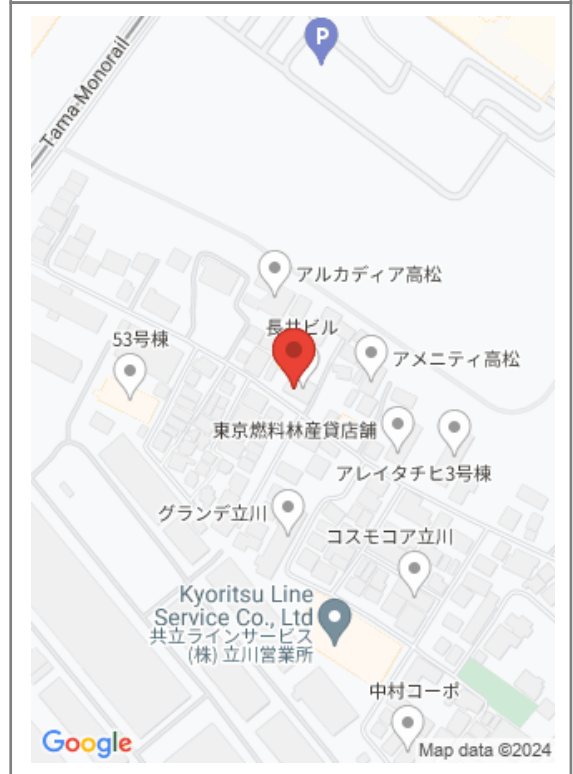 P
Tama-Monorail
アルカディア高松
長井ビル
53号棟
アメニティ高松
東京燃料林産貸店舗
アレイタチヒ3号棟
グランデ立川
コスモコア立川
Kyoritsu Line
Service Co., Ltd
共立ラインサービス
(株) 立川営業所
中村コーポ
Google
Map data ©2024